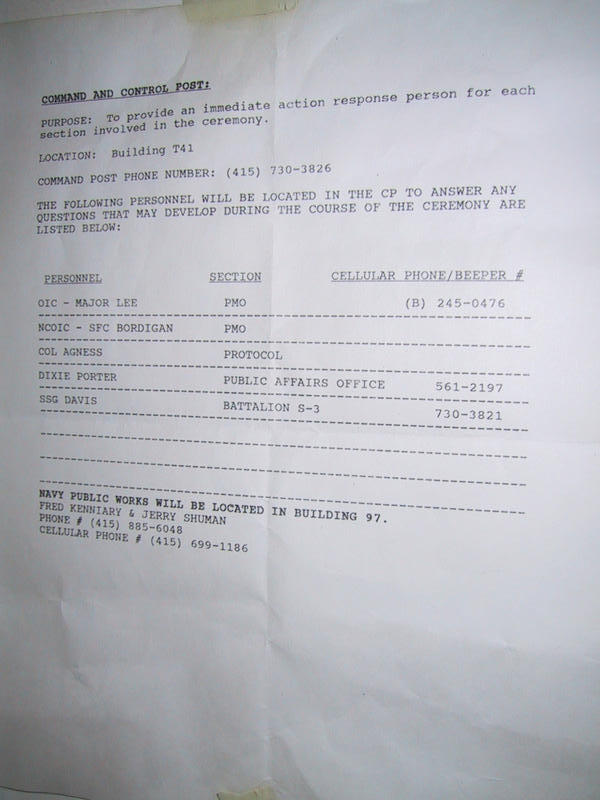 COMMAND AND CONTROL POST:
PURPOSE: To provide an immediate action response person for each
section involved in the ceremony.
LOCATION: Building T41
COMMAND POST PHONE NUMBER: (415) 730-3826
THE FOLLOWING PERSONNEL WILL BE LOCATED IN THE CP TO ANSWER ANY
QUESTIONS THAT MAY DEVELOP DURING THE COURSE OF THE CEREMONY ARE
LISTED BELOW:
PERSONNEL SECTION CELLULAR PHONE/BEEPER #
OIC - MAJOR LEE PMO (B) 245-0476
NCOIC - SFC BORDIGAN PMO
COL AGNESS PROTOCOL
DIXIE PORTER PUBLIC AFFAIRS OFFICE 561-2197
SSG DAVIS BATTALION S-3 730-3821
NAVY PUBLIC WORKS WILL BE LOCATED IN BUILDING 97.
FRED KENNIARY & JERRY SHUMAN
PHONE # (415) 885-6048
CELLULAR PHONE # (415) 699-1186